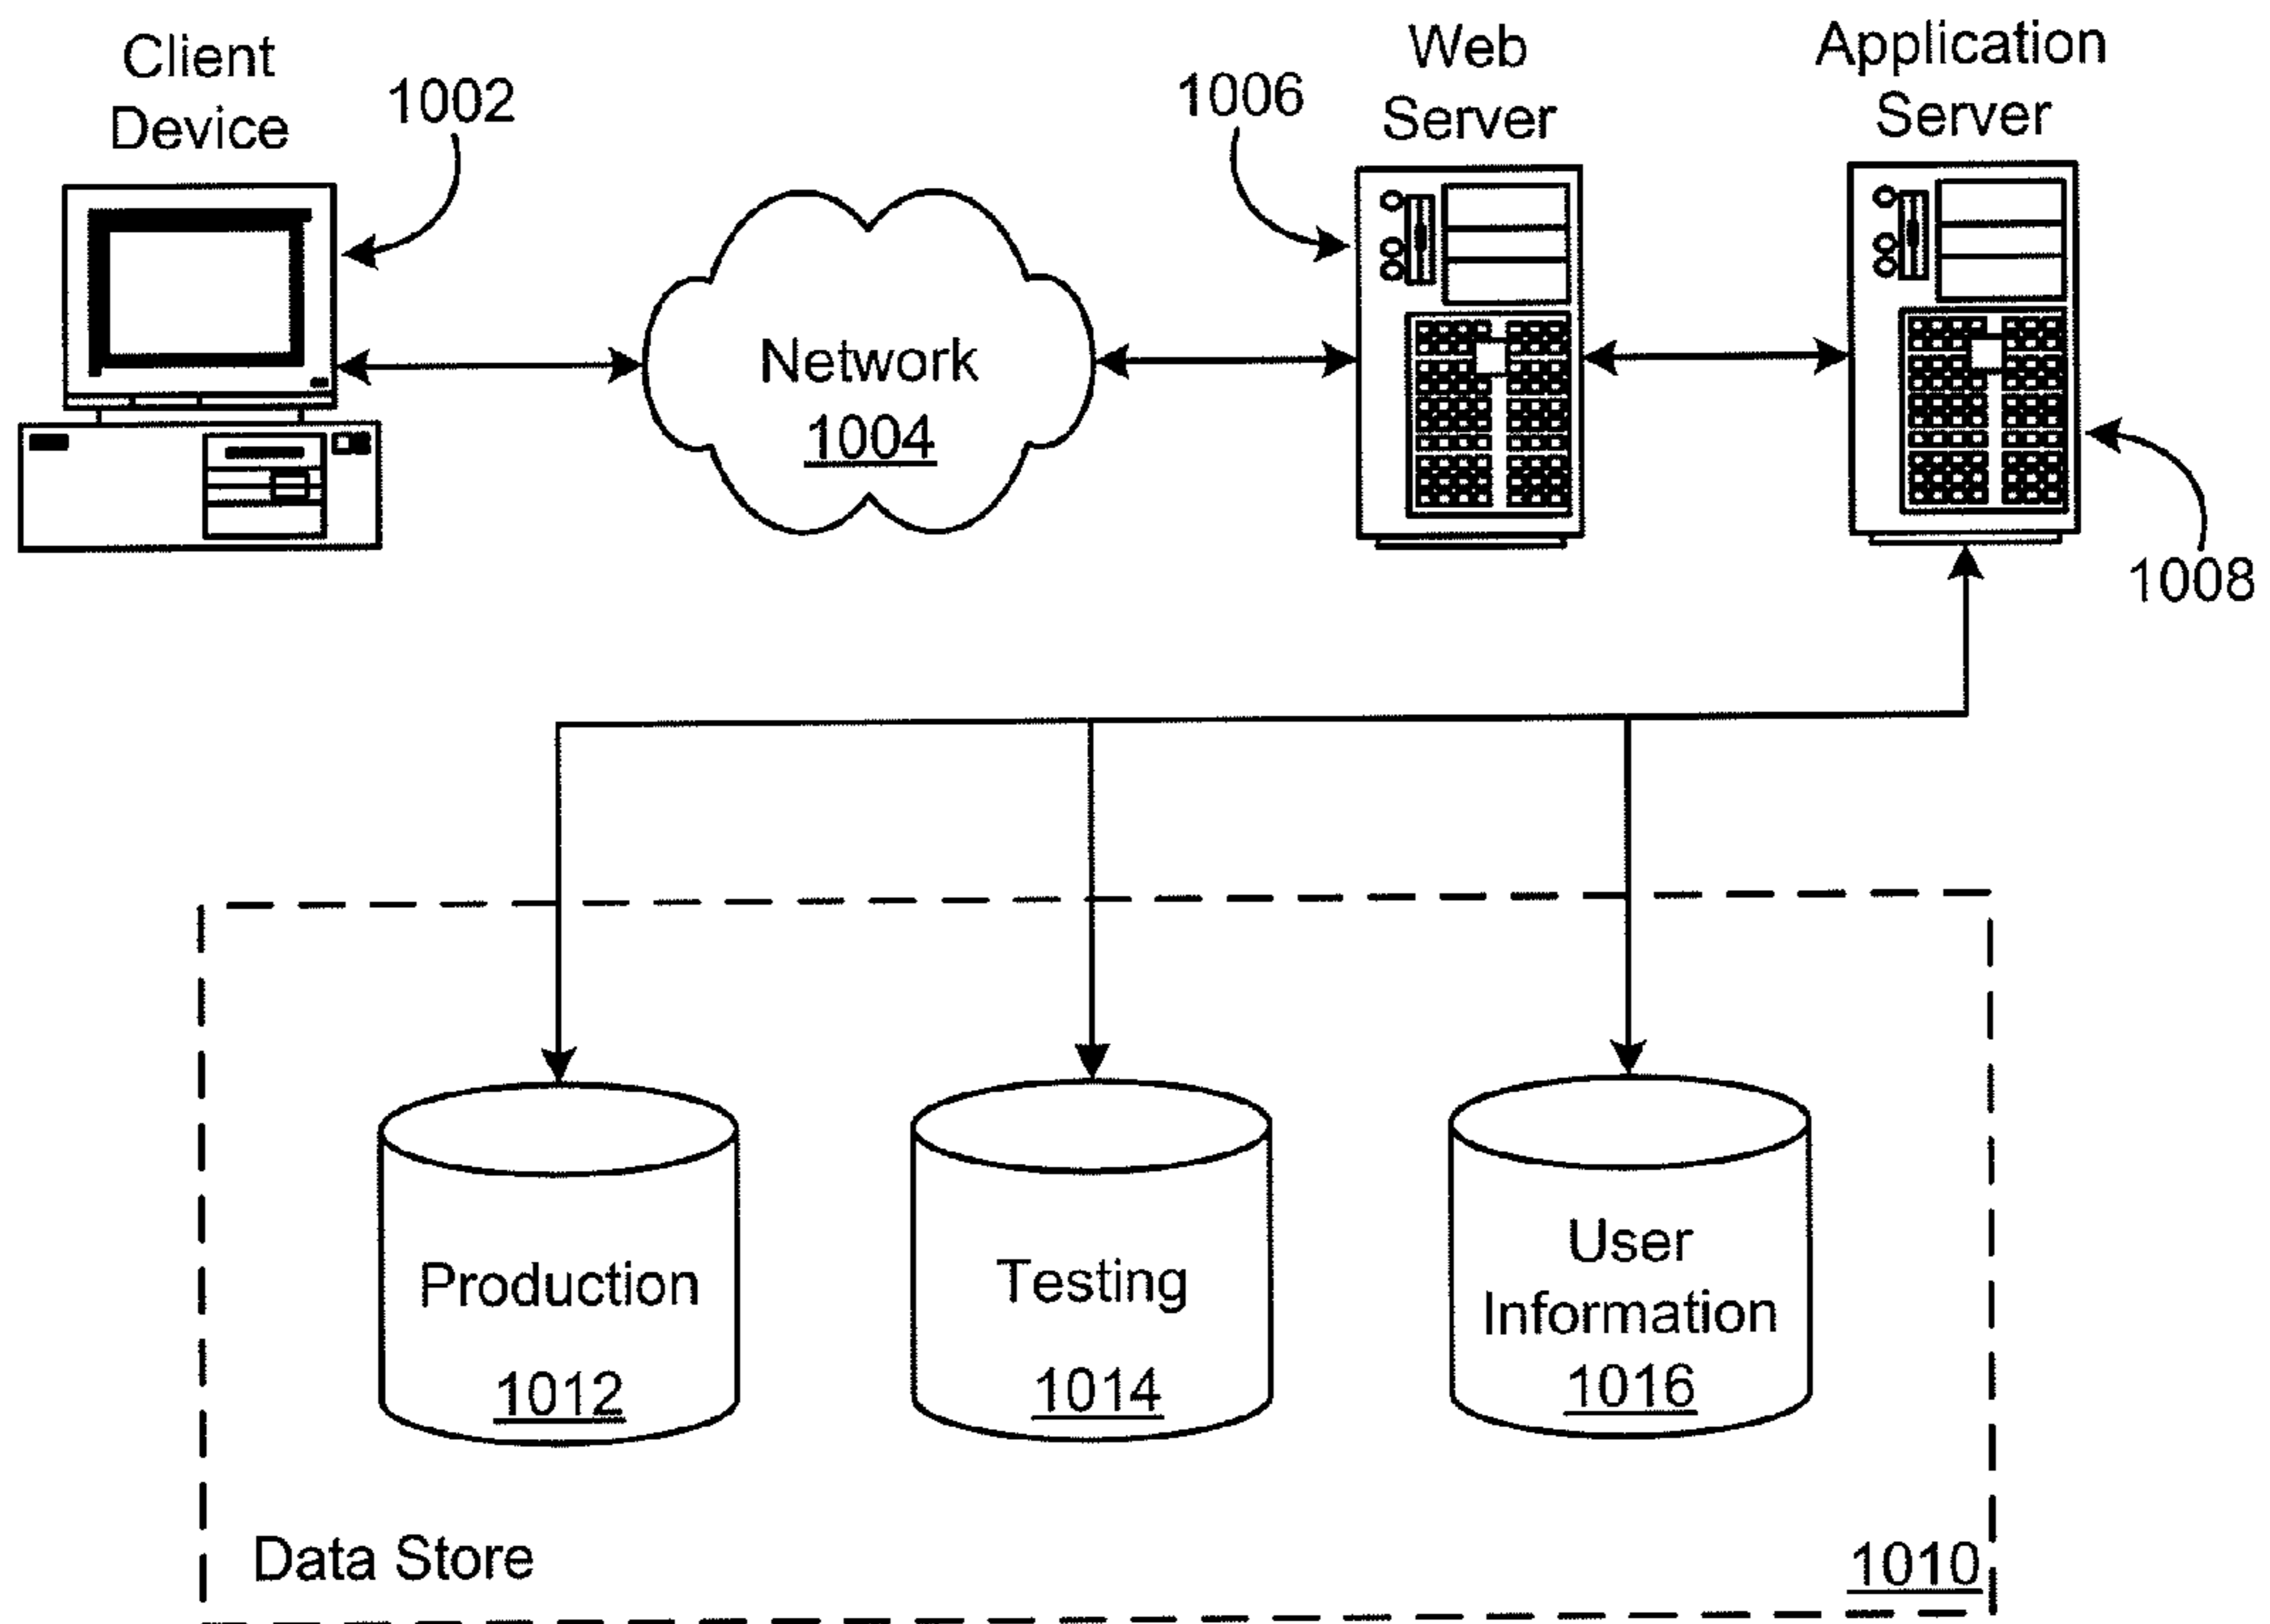 Client
Device
1002
1006
Web
Server
Application
Server
Network
1004
1008
Production
1012
Testing
1014
User
Information
1016
Data Store
1010